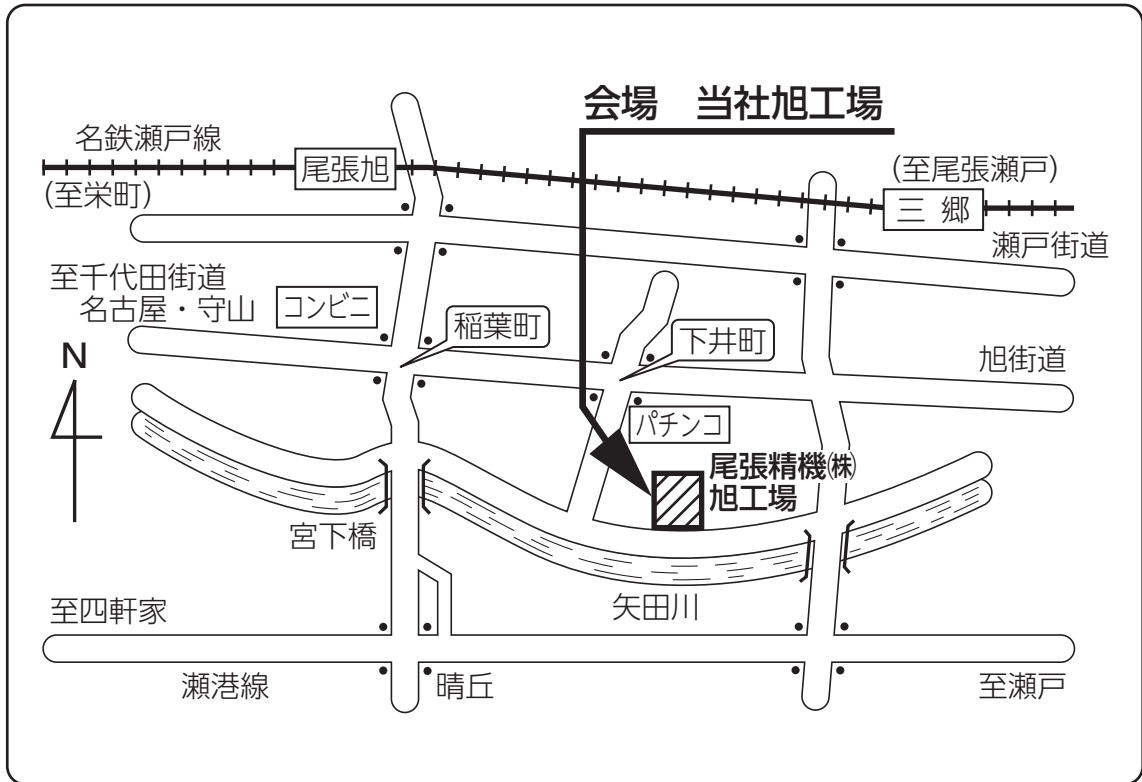 会場　当社旭工場
名鉄瀬戸線
尾張旭
(至尾張瀬戸)
(至栄町)
三 郷
瀬戸街道
至千代田街道
名古屋・守山
コンビニ
稲葉町
下井町
旭街道
N
パチンコ
尾張精機㈱
旭工場
宮下橋
矢田川
至四軒家
瀬港線
晴丘
至瀬戸